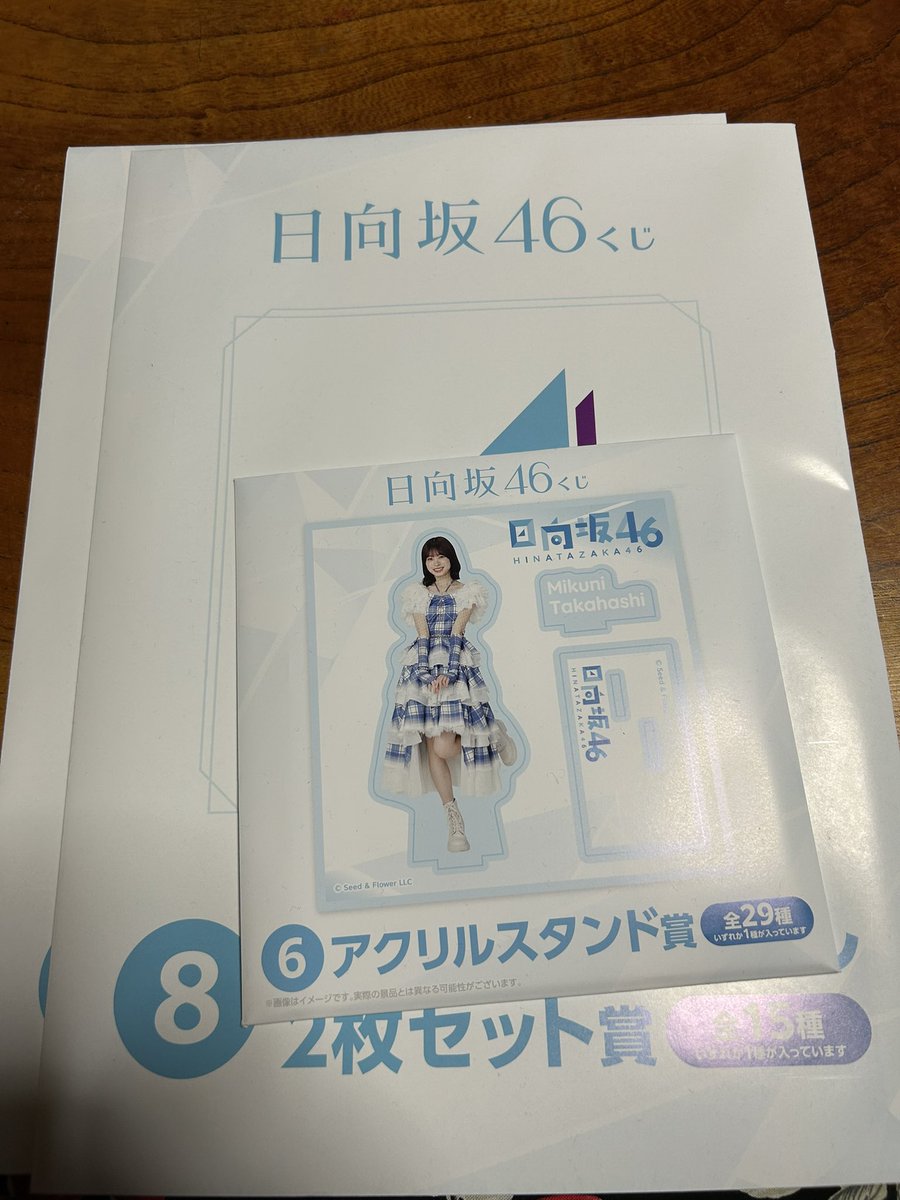 日向坂46くじ
日向坂46くじ
日向坂46
HINATAZAKA46
Mikuni
Takahashi
日向坂46
HINATAZAKA46
© Seed &
© Seed & Flower LLC
6 アクリルスタンド賞
全29種
いずれか1種が入っています
※画像はイメージです。実際の景品とは異なる可能性がございます。
8
2枚セット賞
全15種
いずれか1種が入っています